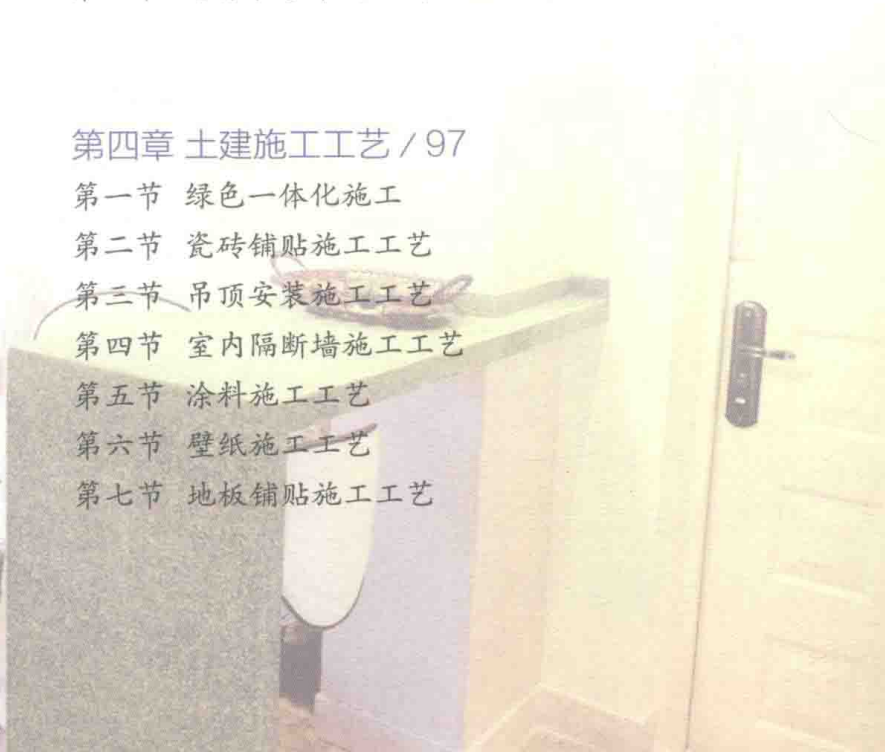 第四章 土建施工工艺 / 97
第一节 绿色一体化施工
第二节 瓷砖铺贴施工工艺
第三节 吊顶安装施工工艺
第四节 室内隔断墙施工工艺
第五节 涂料施工工艺
第六节 壁纸施工工艺
第七节 地板铺贴施工工艺